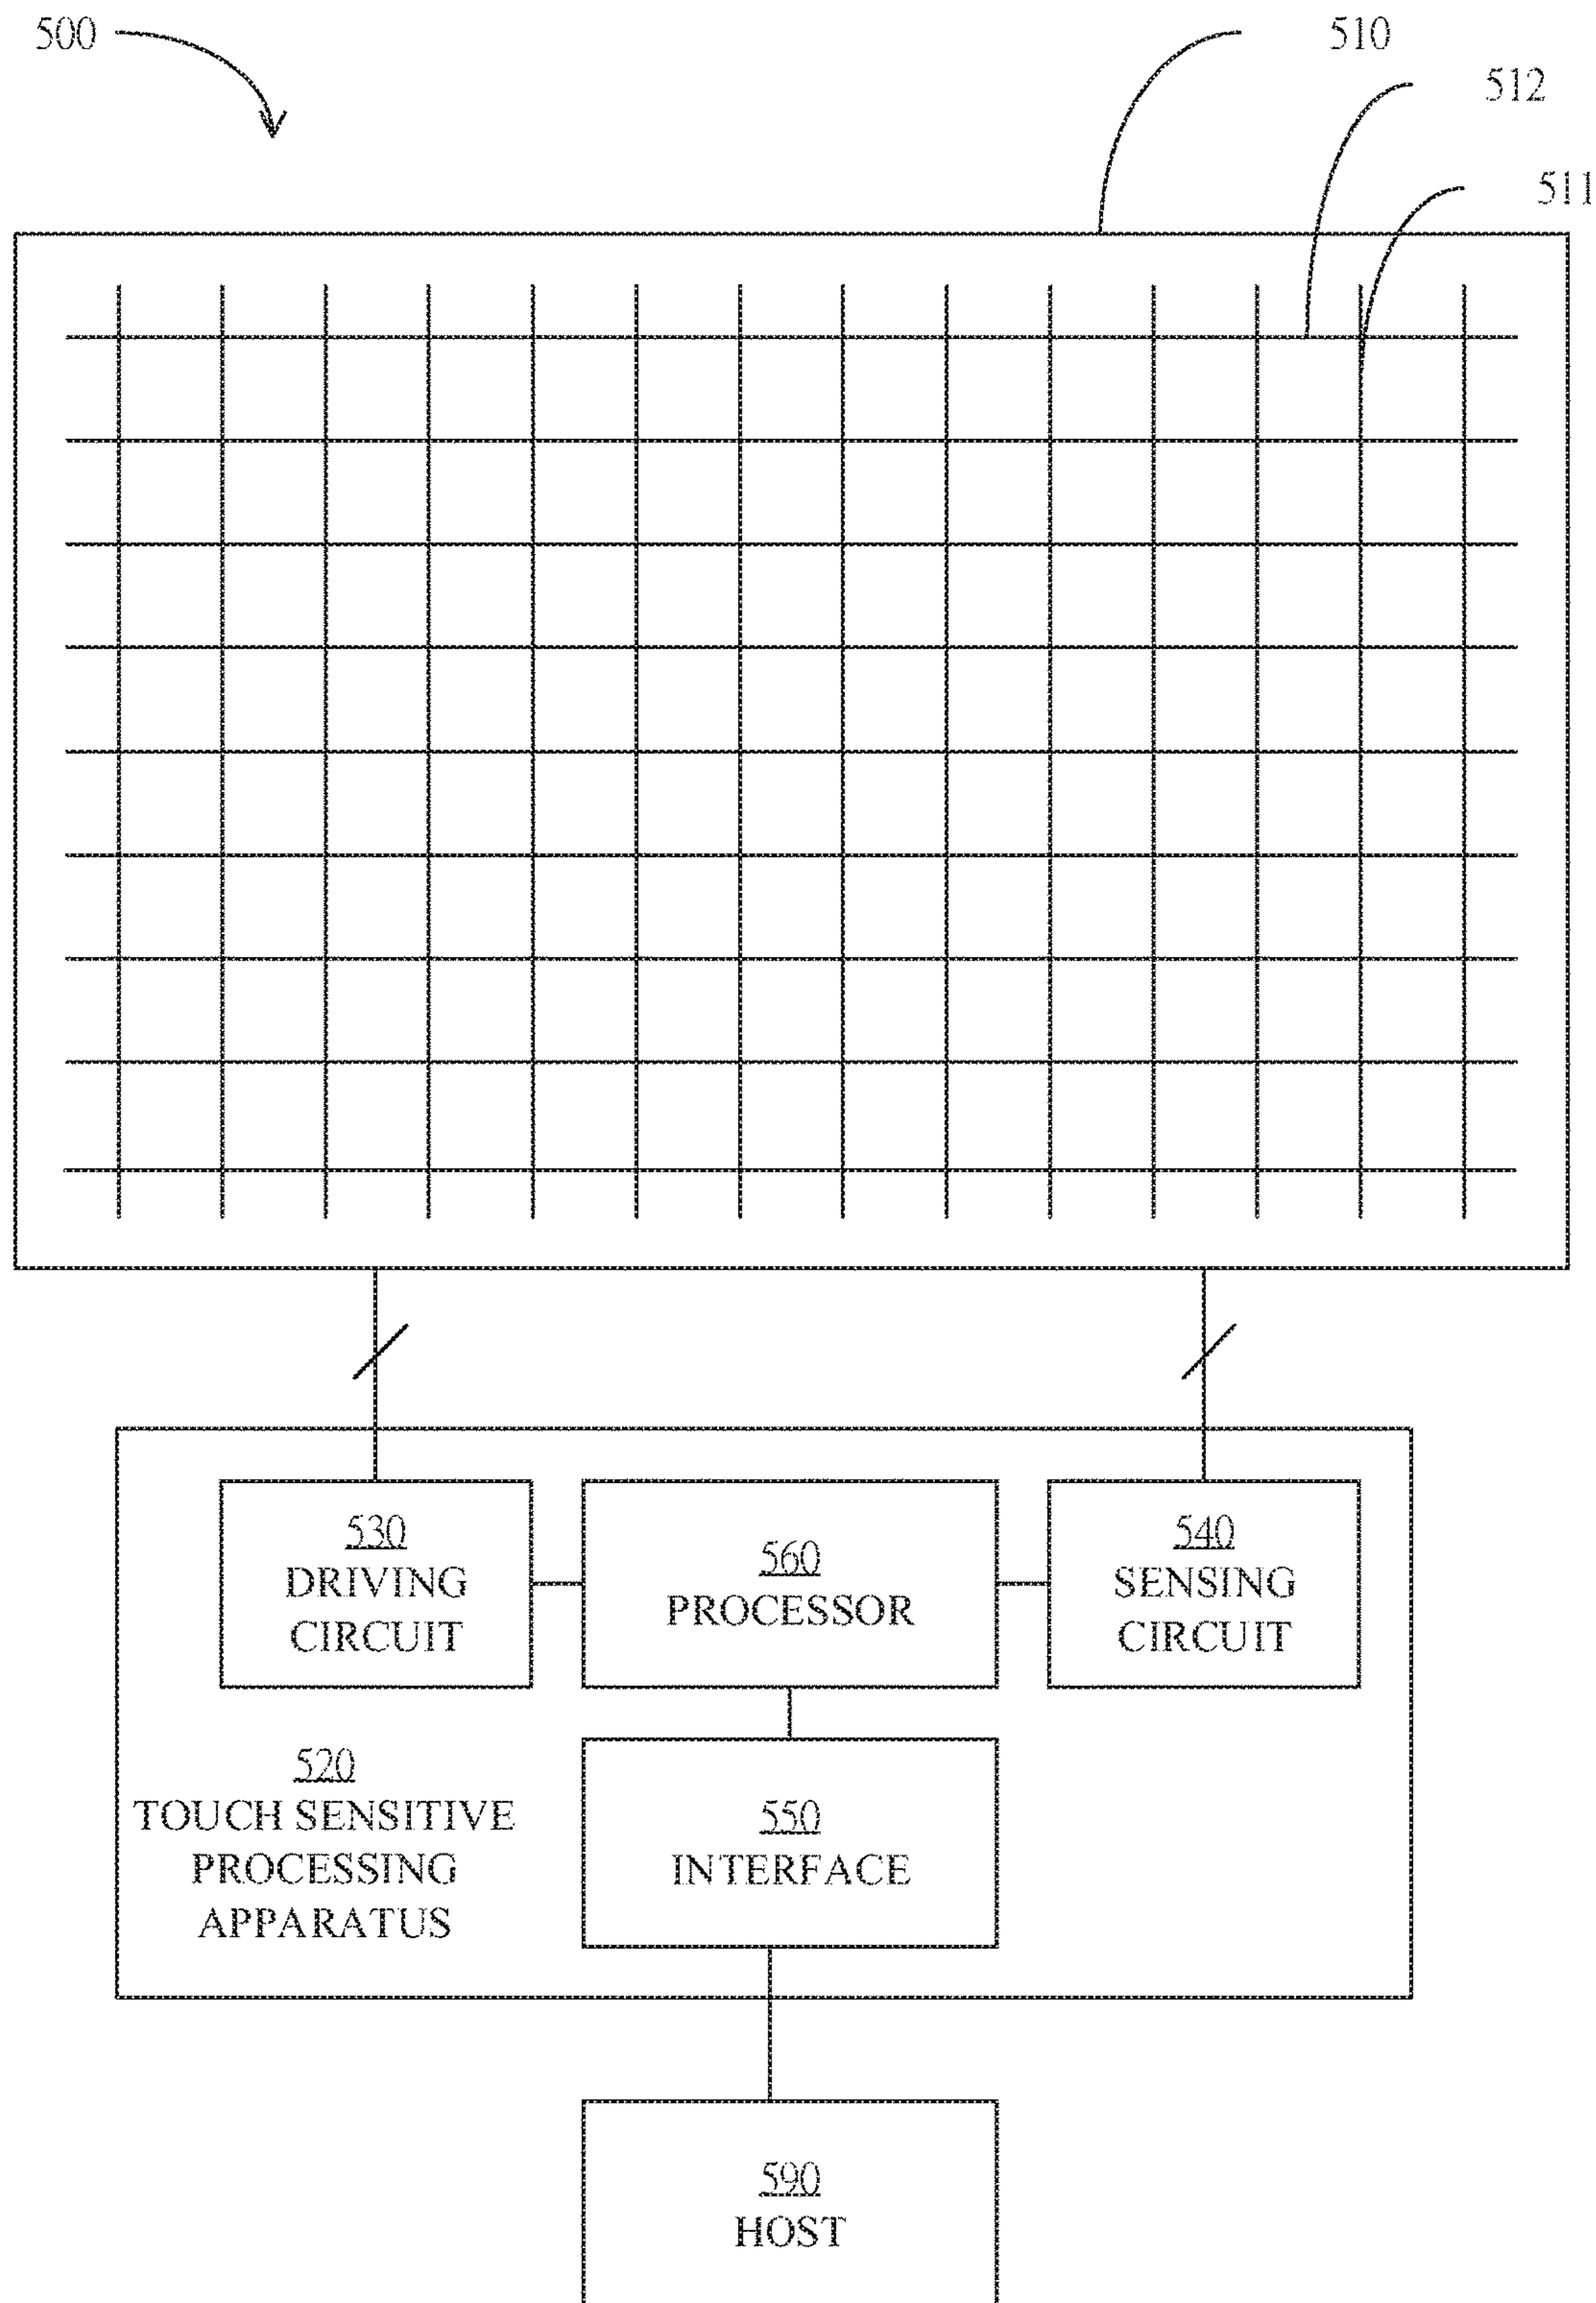 500
510
512
511
530
DRIVING
CIRCUIT
560
PROCESSOR
540
SENSING
CIRCUIT
520
TOUCH SENSITIVE
PROCESSING
APPARATUS
550
INTERFACE
590
HOST